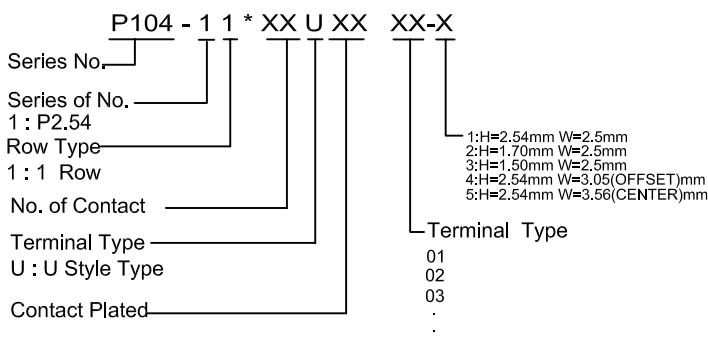 P104 - 1 1 * XX U XX XX-X
Series No.
Series of No.
1 : P2.54
Row Type
1 : 1 Row
No. of Contact
Terminal Type
U : U Style Type
Contact Plated
1:H=2.54mm W=2.5mm
2:H=1.70mm W=2.5mm
3:H=1.50mm W=2.5mm
4:H=2.54mm W=3.05(OFFSET)mm
5:H=2.54mm W=3.56(CENTER)mm
Terminal Type
01
02
03
.
.